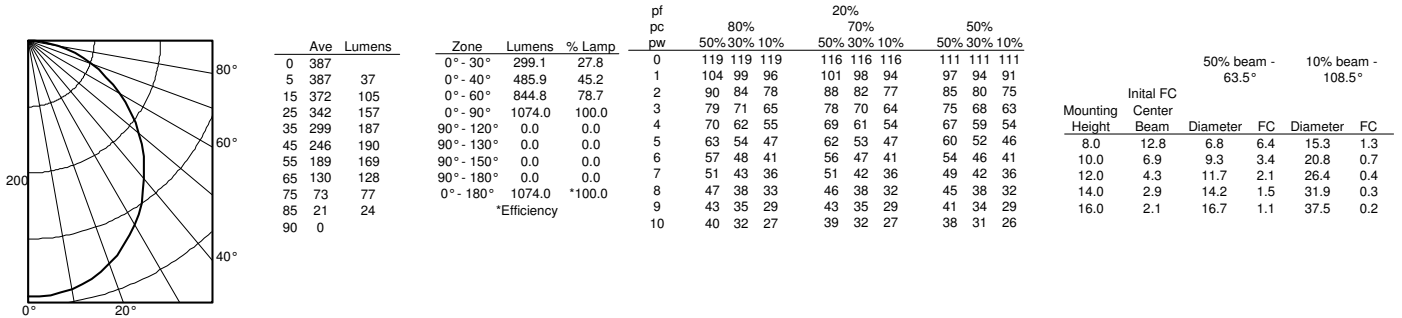 80°
60°
200
40°
0°
20°
Ave Lumens
0 387
5 387 37
15 372 105
25 342 157
35 299 187
45 246 190
55 189 169
65 130 128
75 73 77
85 21 24
90 0
Zone Lumens % Lamp
0°- 30° 299.1 27.8
0°- 40° 485.9 45.2
0°- 60° 844.8 78.7
0°- 90° 1074.0 100.0
90°- 120° 0.0 0.0
90°- 130° 0.0 0.0
90°- 150° 0.0 0.0
90°- 180° 0.0 0.0
0°- 180° 1074.0 *100.0
*Efficiency
pf 20%
pc 80% 70% 50%
pw 50% 30% 10% 50% 30% 10% 50% 30% 10%
0 119 119 119 116 116 116 111 111 111
1 104 99 96 101 98 94 97 94 91
2 90 84 78 88 82 77 85 80 75
3 79 71 65 78 70 64 75 68 63
4 70 62 55 69 61 54 67 59 54
5 63 54 47 62 53 47 60 52 46
6 57 48 41 56 47 41 54 46 41
7 51 43 36 51 42 36 49 42 36
8 47 38 33 46 38 32 45 38 32
9 43 35 29 43 35 29 41 34 29
10 40 32 27 39 32 27 38 31 26
50% beam - 10% beam -
63.5° 108.5°
Inital FC
Mounting Center
Height Beam Diameter FC Diameter FC
8.0 12.8 6.8 6.4 15.3 1.3
10.0 6.9 9.3 3.4 20.8 0.7
12.0 4.3 11.7 2.1 26.4 0.4
14.0 2.9 14.2 1.5 31.9 0.3
16.0 2.1 16.7 1.1 37.5 0.2